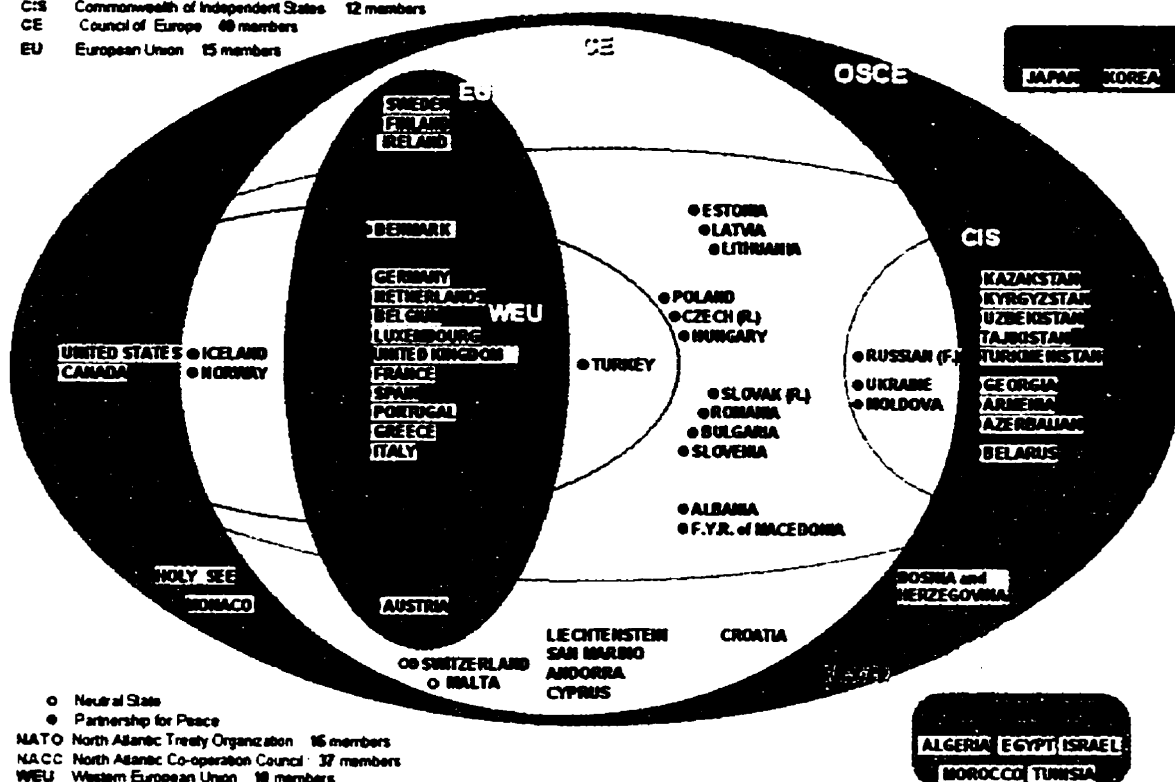 CIS Commonwealth of Independent States 12 members
CE Council of Europe 40 members
EU European Union 15 members
CE
OSCE
JAPAN KOREA
EU
SWEDEN
FINLAND
IRELAND
ESTONIA
LATVIA
LITHUANIA
DENMARK
CIS
GERMANY
NETHERLANDS
BELGIUM
LUXEMBOURG
UNITED KINGDOM
FRANCE
SPAIN
PORTUGAL
GREECE
ITALY
WEU
UNITED STATES
CANADA
ICELAND
NORWAY
TURKEY
POLAND
CZECH (R.)
HUNGARY
SLOVAK (R.)
ROMANIA
BULGARIA
SLOVENIA
ALBANIA
F.Y.R. of MACEDONIA
RUSSIAN (F.)
UKRAINE
MOLDOVA
KAZAKSTAN
KYRGYZSTAN
UZBEKISTAN
TAJIKISTAN
TURKMENISTAN
GEORGIA
ARMENIA
AZERBAIJAN
BELARUS
HOLY SEE
MONACO
AUSTRIA
BOSNIA and
HERZEGOVINA
LIECHTENSTEIN
SAN MARINO
ANDORRA
CYPRUS
CROATIA
SWITZERLAND
MALTA
Neutral State
Partnership for Peace
NATO North Atlantic Treaty Organization 16 members
NACC North Atlantic Co-operation Council 37 members
WEU Western European Union 10 members
ALGERIA EGYPT ISRAEL
MOROCCO TUNISIA